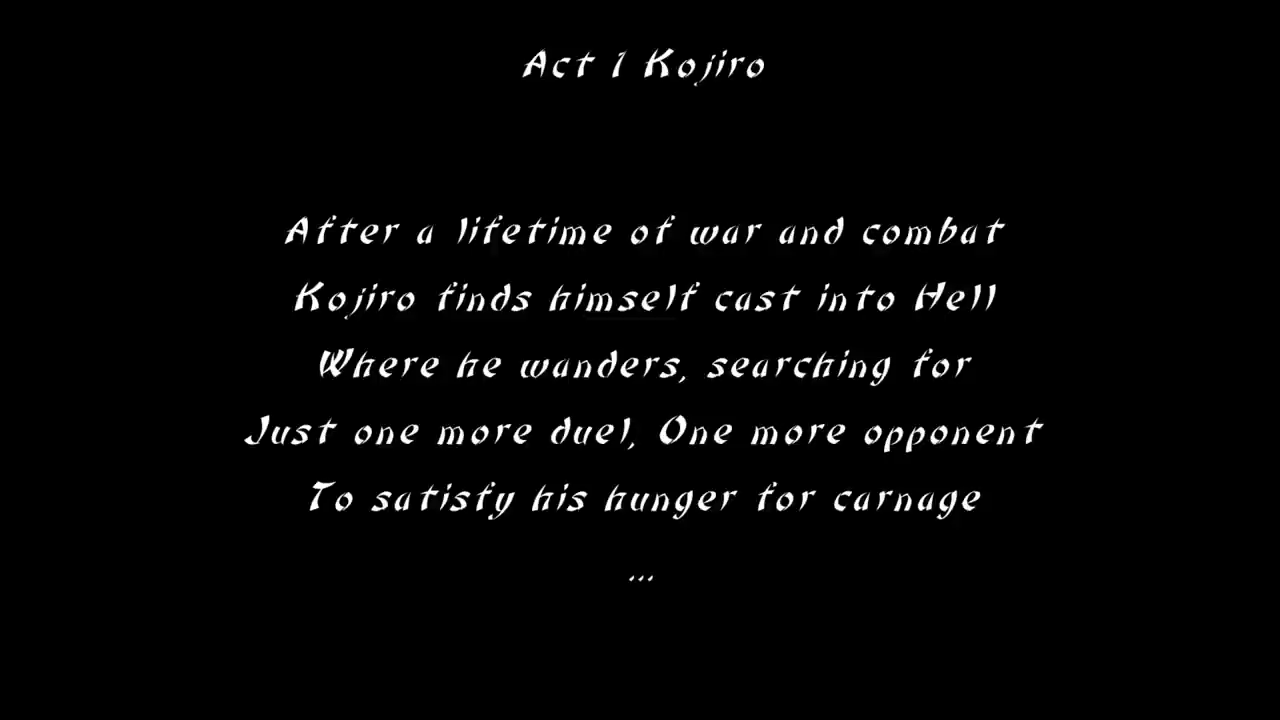 Act 1 Kojiro
After a lifetime of war and combat
Kojiro finds himself cast into Hell
Where he wanders, searching for
Just one more duel, One more opponent
To satisfy his hunger for carnage
...